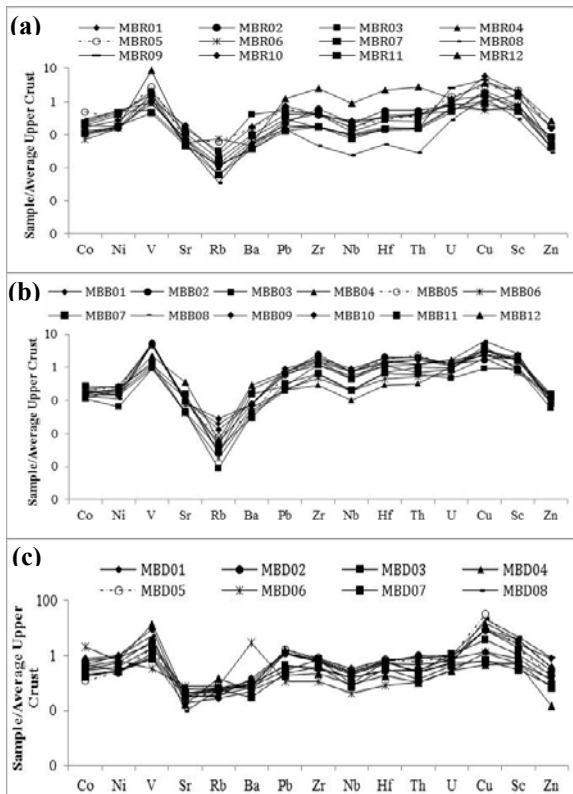 (a)
MBR01 MBR02 MBR03 MBR04
MBR05 MBR06 MBR07 MBR08
MBR09 MBR10 MBR11 MBR12
Sample/Average Upper Crust
10
1
0
0
0
0
Co Ni V Sr Rb Ba Pb Zr Nb Hf Th U Cu Sc Zn
(b)
MBB01 MBB02 MBB03 MBB04 MBB05 MBB06
MBB07 MBB08 MBB09 MBB10 MBB11 MBB12
Sample/Average Upper Crust
10
1
0
0
0
0
Co Ni V Sr Rb Ba Pb Zr Nb Hf Th U Cu Sc Zn
(c)
MBD01 MBD02 MBD03 MBD04
MBD05 MBD06 MBD07 MBD08
Sample/Average Upper
Crust
100
1
0
0
Co Ni V Sr Rb Ba Pb Zr Nb Hf Th U Cu Sc Zn